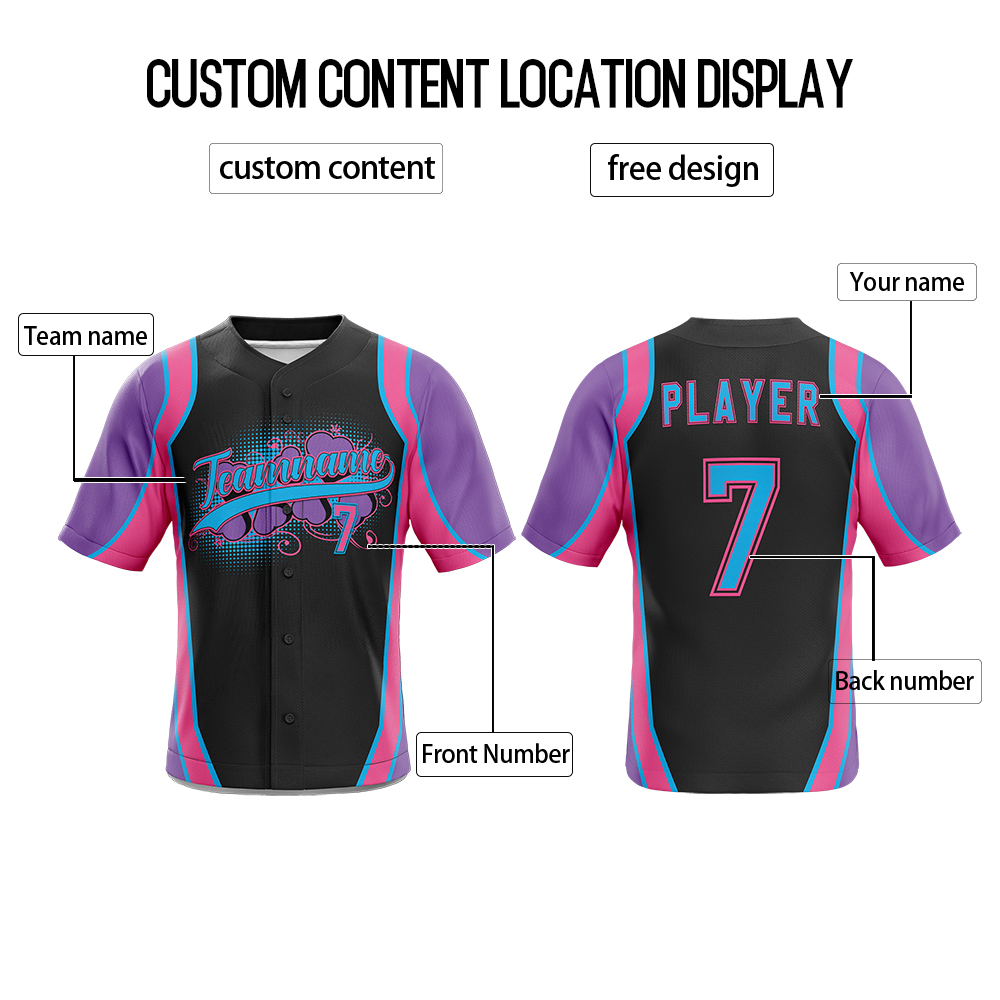 CUSTOM CONTENT LOCATION DISPLAY
custom content
free design
Your name
Team name
PLAYER
Teamname
7
7
Back number
Front Number